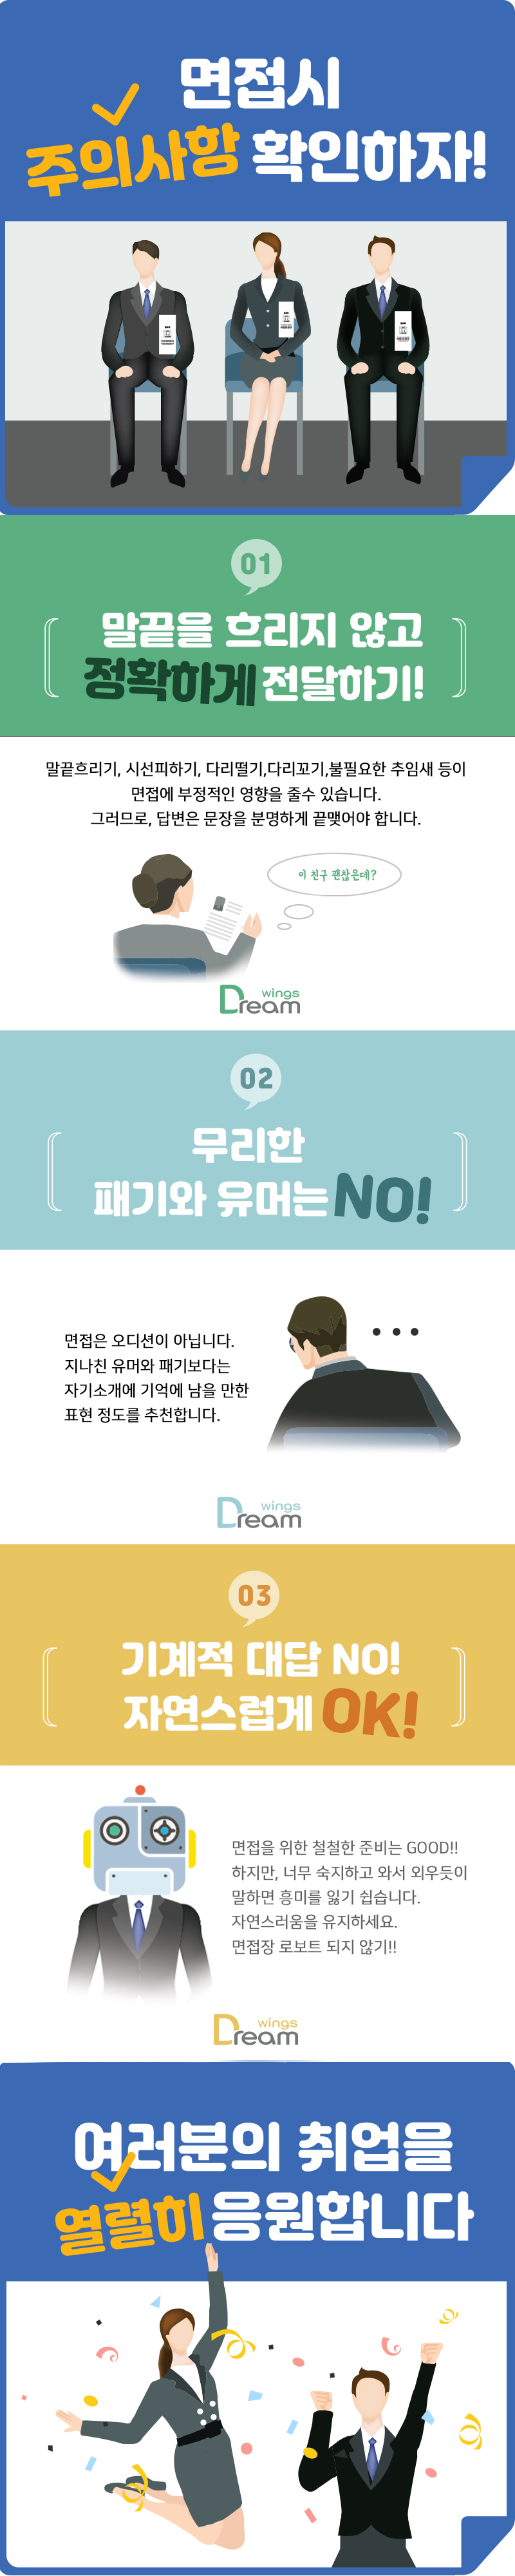 면접시
주의사항 확인하자!
01
말끝을 흐리지 않고
정확하게 전달하기!
말끝흐리기, 시선피하기, 다리떨기,다리꼬기,불필요한 추임새 등이
면접에 부정적인 영향을 줄수 있습니다.
그러므로, 답변은 문장을 분명하게 끝맺어야 합니다.
이 친구 괜찮은데?
Dream wings
02
무리한
패기와 유머는 NO!
면접은 오디션이 아닙니다.
지나친 유머와 패기보다는
자기소개에 기억에 남을 만한
표현 정도를 추천합니다.
Dream wings
03
기계적 대답 NO!
자연스럽게 OK!
면접을 위한 철철한 준비는 GOOD!!
하지만, 너무 숙지하고 와서 외우듯이
말하면 흥미를 잃기 쉽습니다.
자연스러움을 유지하세요.
면접장 로보트 되지 않기!!
Dream wings
여러분의 취업을
열렬히 응원합니다